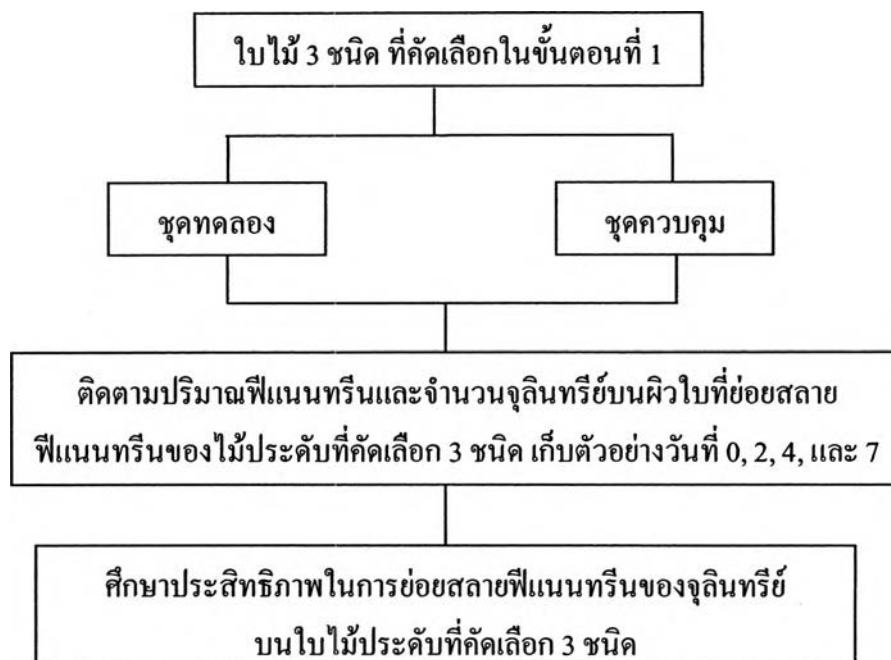 ใบไม้ 3 ชนิด ที่คัดเลือกในขั้นตอนที่ 1
ชุดทดลอง
ชุดควบคุม
ติดตามปริมาณฟีแนนทรีนและจำนวนจุลินทรีย์บนผิวใบที่ย่อยสลาย
ฟีแนนทรีนของไม้ประดับที่คัดเลือก 3 ชนิด เก็บตัวอย่างวันที่ 0, 2, 4, และ 7
ศึกษาประสิทธิภาพในการย่อยสลายฟีแนนทรีนของจุลินทรีย์
บนใบไม้ประดับที่คัดเลือก 3 ชนิด